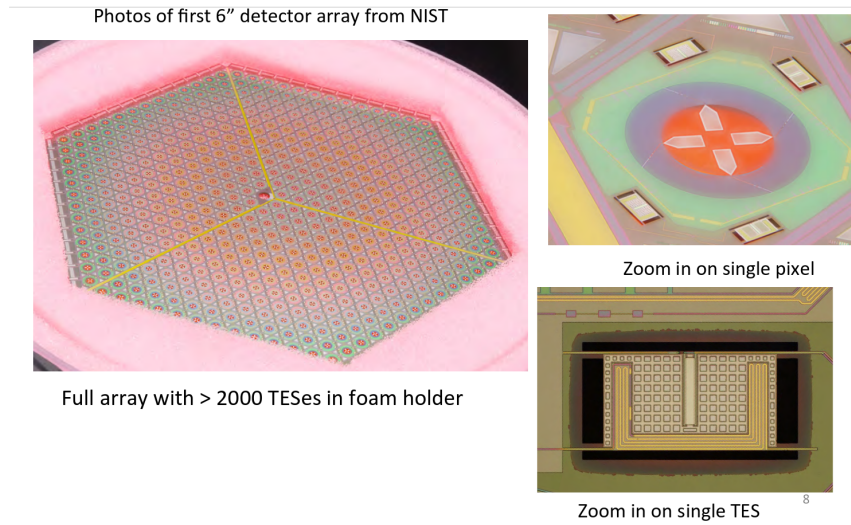 Photos of first 6” detector array from NIST
Zoom in on single pixel
Full array with > 2000 TESes in foam holder
Zoom in on single TES
8